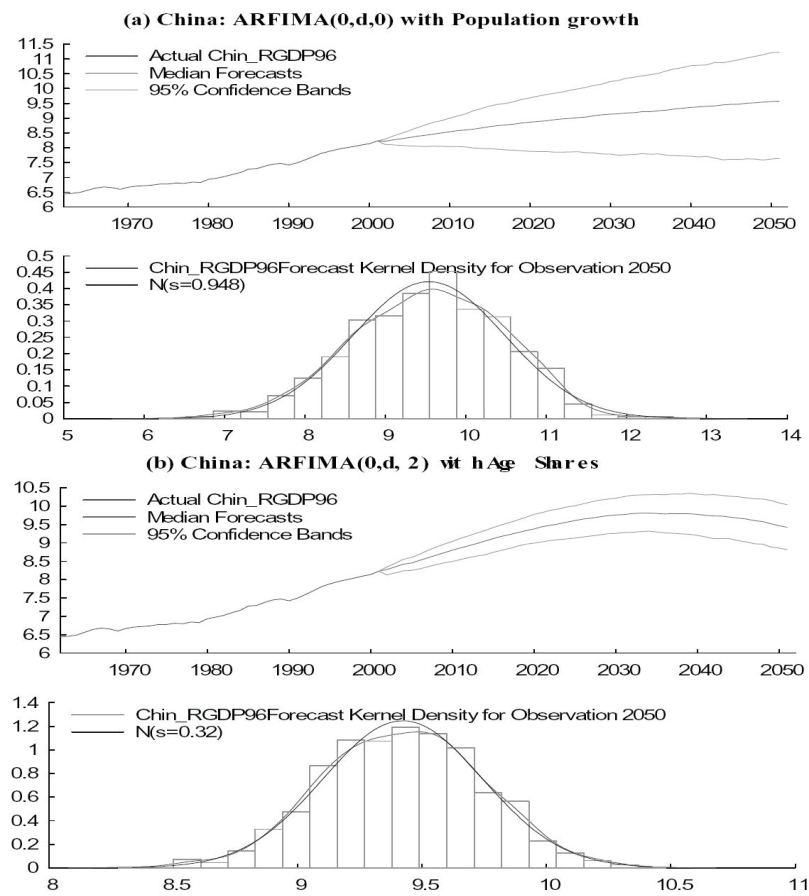 (a) China: ARFIMA(0,d,0) with Population growth
11.5
11
10.5
10
9.5
9
8.5
8
7.5
7
6.5
6
Actual Chin_RGDP96
Median Forecasts
95% Confidence Bands
1970 1980 1990 2000 2010 2020 2030 2040 2050
0.5
0.45
0.4
0.35
0.3
0.25
0.2
0.15
0.1
0.05
0
Chin_RGDP96Forecast Kernel Density for Observation 2050
N(s=0.948)
5 6 7 8 9 10 11 12 13 14
(b) China: ARFIMA(0,d, 2) wit h Age Shares
10.5
10
9.5
9
8.5
8
7.5
7
6.5
6
Actual Chin_RGDP96
Median Forecasts
95% Confidence Bands
1970 1980 1990 2000 2010 2020 2030 2040 2050
1.4
1.2
1
0.8
0.6
0.4
0.2
0
Chin_RGDP96Forecast Kernel Density for Observation 2050
N(s=0.32)
8 8.5 9 9.5 10 10.5 11